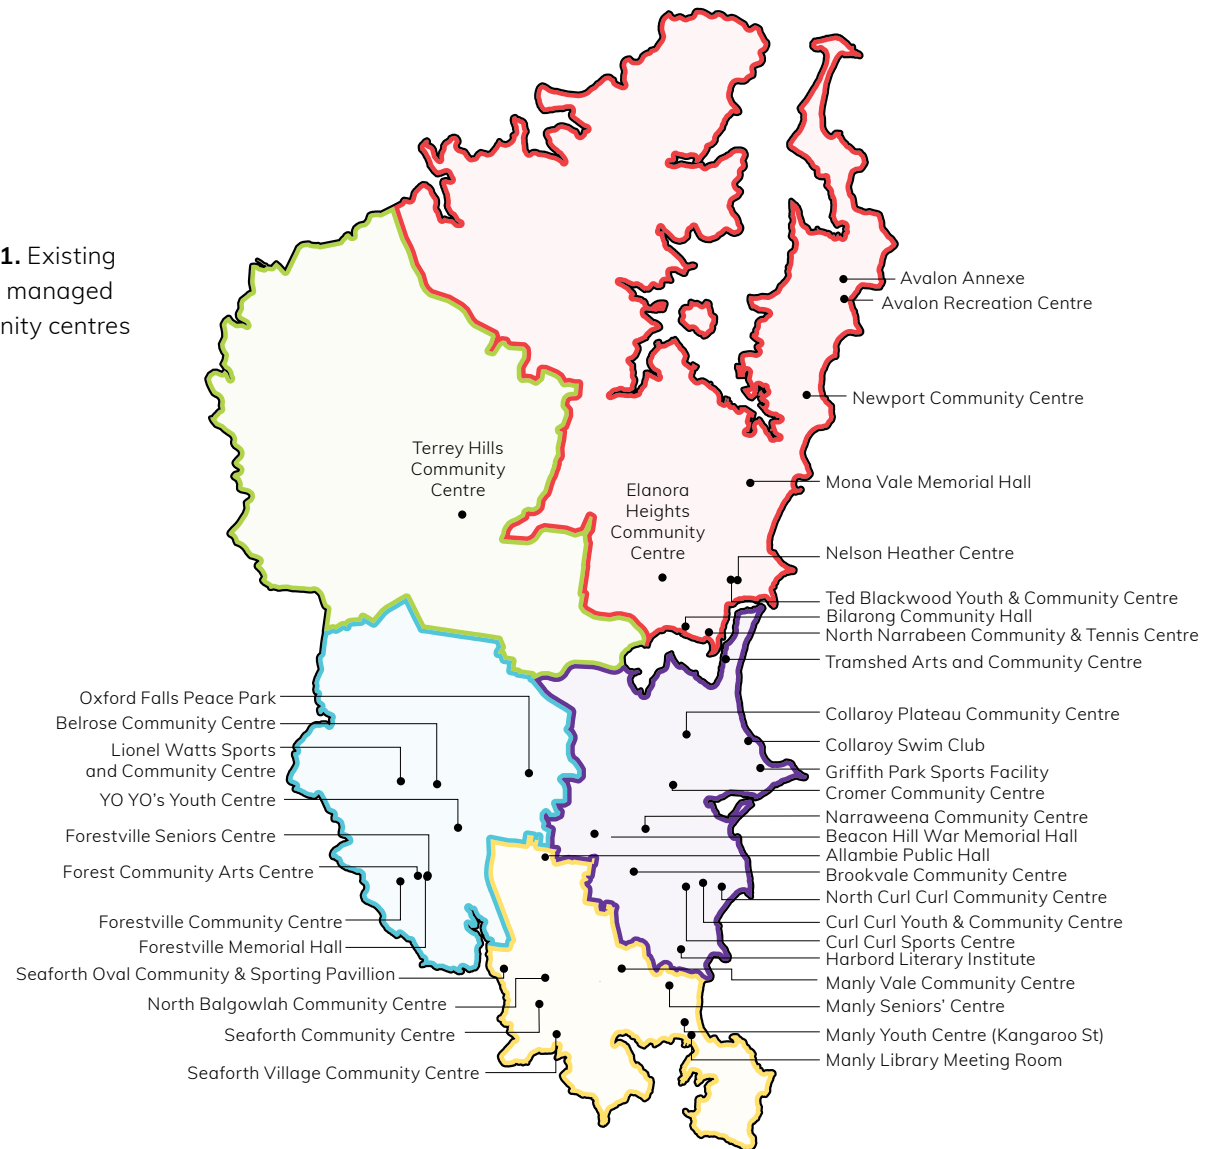 1. Existing
managed
nity centres
Avalon Annexe
Avalon Recreation Centre
Newport Community Centre
Terrey Hills
Community
Centre
Mona Vale Memorial Hall
Elanora
Heights
Community
Centre
Nelson Heather Centre
Ted Blackwood Youth & Community Centre
Bilarong Community Hall
North Narrabeen Community & Tennis Centre
Tramshed Arts and Community Centre
Oxford Falls Peace Park
Belrose Community Centre
Lionel Watts Sports
and Community Centre
YO YO's Youth Centre
Forestville Seniors Centre
Forest Community Arts Centre
Forestville Community Centre
Forestville Memorial Hall
Seaforth Oval Community & Sporting Pavillion
North Balgowlah Community Centre
Seaforth Community Centre
Seaforth Village Community Centre
Collaroy Plateau Community Centre
Collaroy Swim Club
Griffith Park Sports Facility
Cromer Community Centre
Narraweena Community Centre
Beacon Hill War Memorial Hall
Allambie Public Hall
Brookvale Community Centre
North Curl Curl Community Centre
Curl Curl Youth & Community Centre
Curl Curl Sports Centre
Harbord Literary Institute
Manly Vale Community Centre
Manly Seniors' Centre
Manly Youth Centre (Kangaroo St)
Manly Library Meeting Room